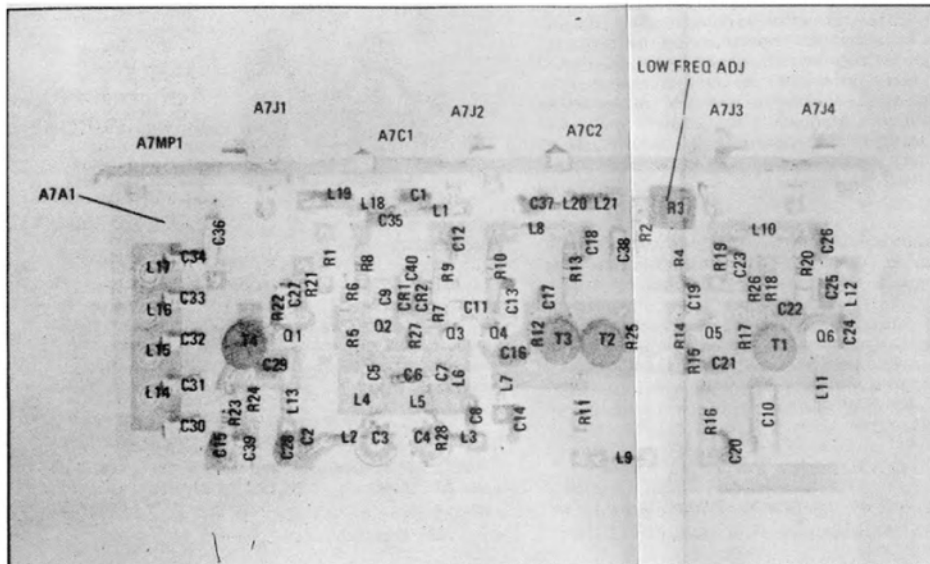 LOW FREQ ADJ
A7J1 A7J2 A7J3 A7J4
A7MP1 A7C1 A7C2
A7A1
L19 C1 C37 L20 L21 R3
L18 L1
C35
C36 C12 L8 C18 C38 R2 L10 C26
L17 C34 R1 R8 C40 R9 R10 R13 R4 R19 C23 R20
L16 C33 R22 C27 R21 R6 C9 CR1 CR2 R7 C11 C13 C17 C19 R26 R18 C22 C25 L12
L15 C32 T4 Q1 R5 Q2 R27 Q3 Q4 R12 T3 T2 R25 R14 Q5 R17 T1 Q6 C24
C29 C16 R15 C21
L14 C31 C5 C6 C7 L6 L7 L11
R23 R24 L13 L4 L5
C30 C8 C14 R11 R16 C10
C15 C39 C28 C2 L2 C3 C4 R28 L3 L9 C20